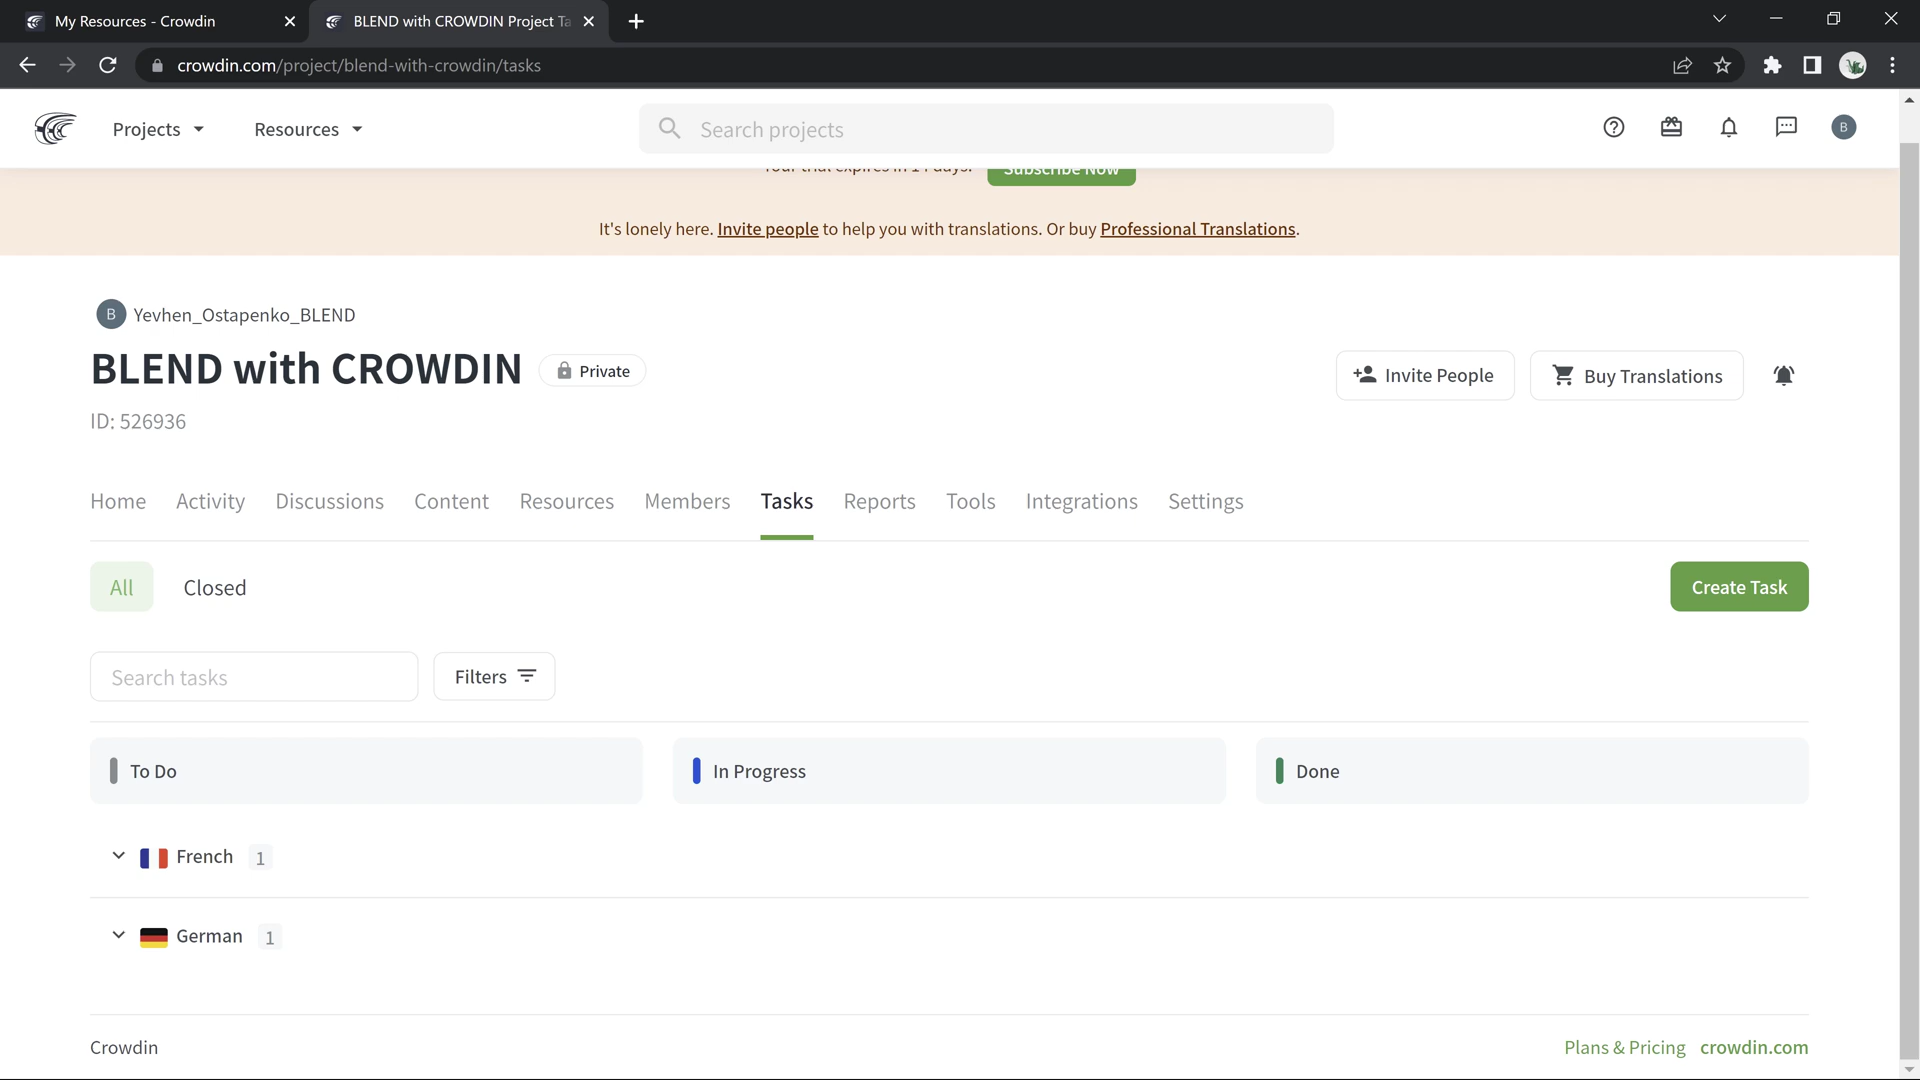 My Resources - Crowdin
BLEND with CROWDIN Project Ta
crowdin.com/project/blend-with-crowdin/tasks
Projects
Resources
Search projects
B
Your trial expires in 14 days.
Subscribe Now
It's lonely here. Invite people to help you with translations. Or buy Professional Translations.
B
Yevhen_Ostapenko_BLEND
BLEND with CROWDIN
Private
Invite People
Buy Translations
ID: 526936
Home
Activity
Discussions
Content
Resources
Members
Tasks
Reports
Tools
Integrations
Settings
All
Closed
Create Task
Search tasks
Filters
To Do
In Progress
Done
French
1
German
1
Crowdin
Plans & Pricing
crowdin.com